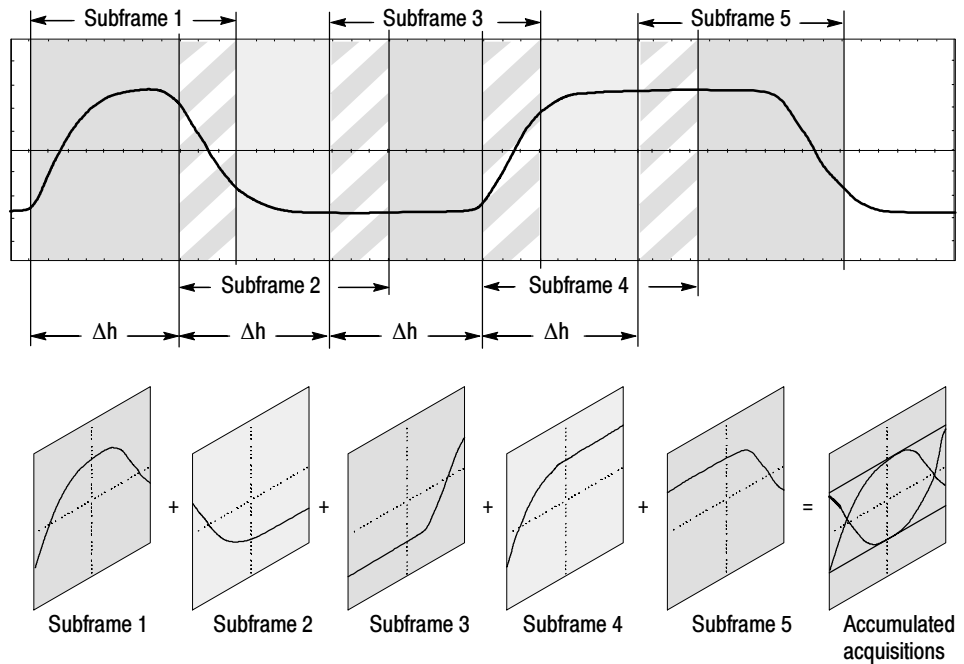 Subframe 1 Subframe 3 Subframe 5
Subframe 2 Subframe 4
Δh Δh Δh Δh
+ + + + =
Subframe 1 Subframe 2 Subframe 3 Subframe 4 Subframe 5 Accumulated
acquisitions